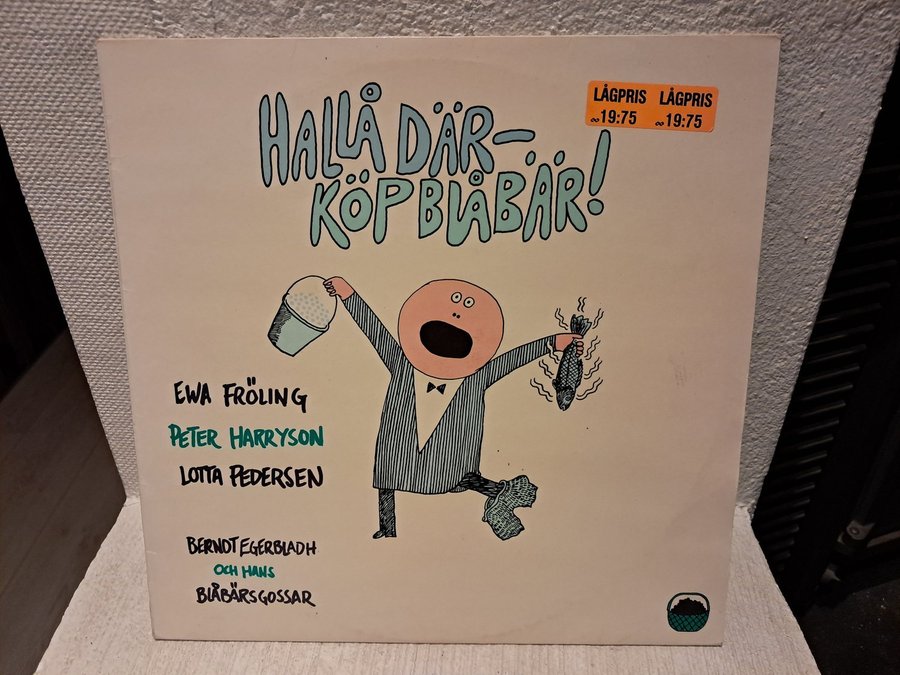 HALLÅ DÄR–
KÖP BLÅBÄR!
LÅGPRIS LÅGPRIS
∞19:75 ∞19:75
EWA FRÖLING
PETER HARRYSON
LOTTA PEDERSEN
BERNDT EGERBLADH
OCH HANS
BLÅBÄRSGOSSAR